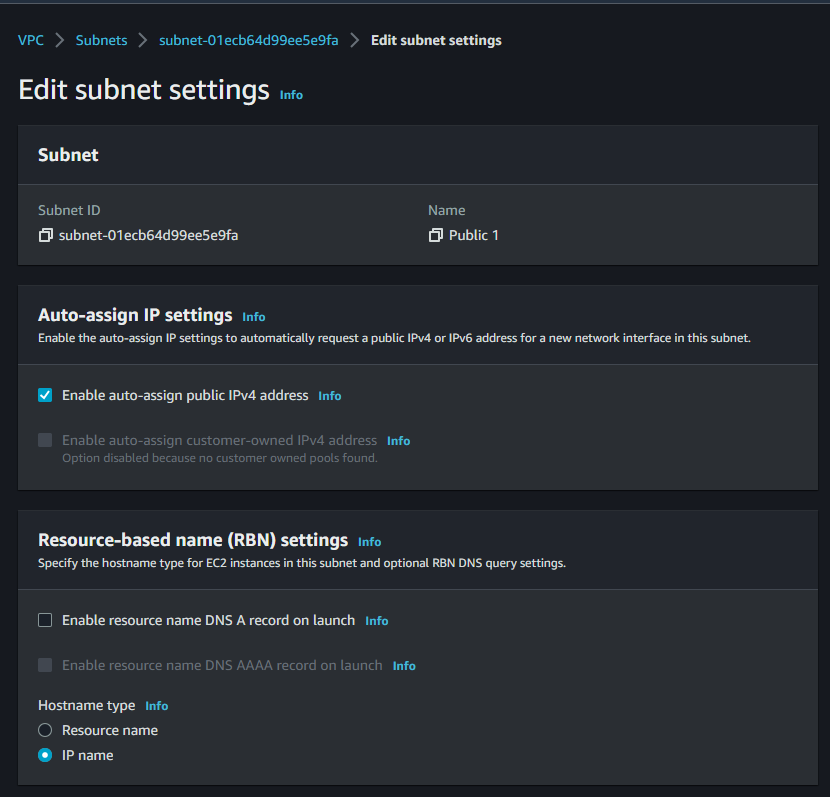 VPC > Subnets > subnet-01ecb64d99ee5e9fa > Edit subnet settings
Edit subnet settings Info
Subnet
Subnet ID Name
subnet-01ecb64d99ee5e9fa Public 1
Auto-assign IP settings Info
Enable the auto-assign IP settings to automatically request a public IPv4 or IPv6 address for a new network interface in this subnet.
Enable auto-assign public IPv4 address Info
Enable auto-assign customer-owned IPv4 address Info
Option disabled because no customer owned pools found.
Resource-based name (RBN) settings Info
Specify the hostname type for EC2 instances in this subnet and optional RBN DNS query settings.
Enable resource name DNS A record on launch Info
Enable resource name DNS AAAA record on launch Info
Hostname type Info
Resource name
IP name